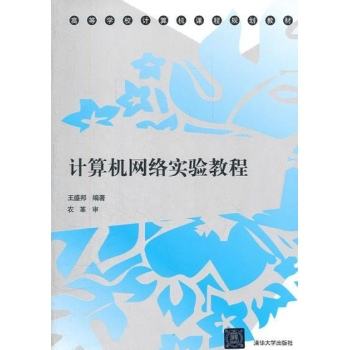 高等学校计算机课程规划教材
计算机网络实验教程
王盛邦 编著
农革 审
清华大学出版社